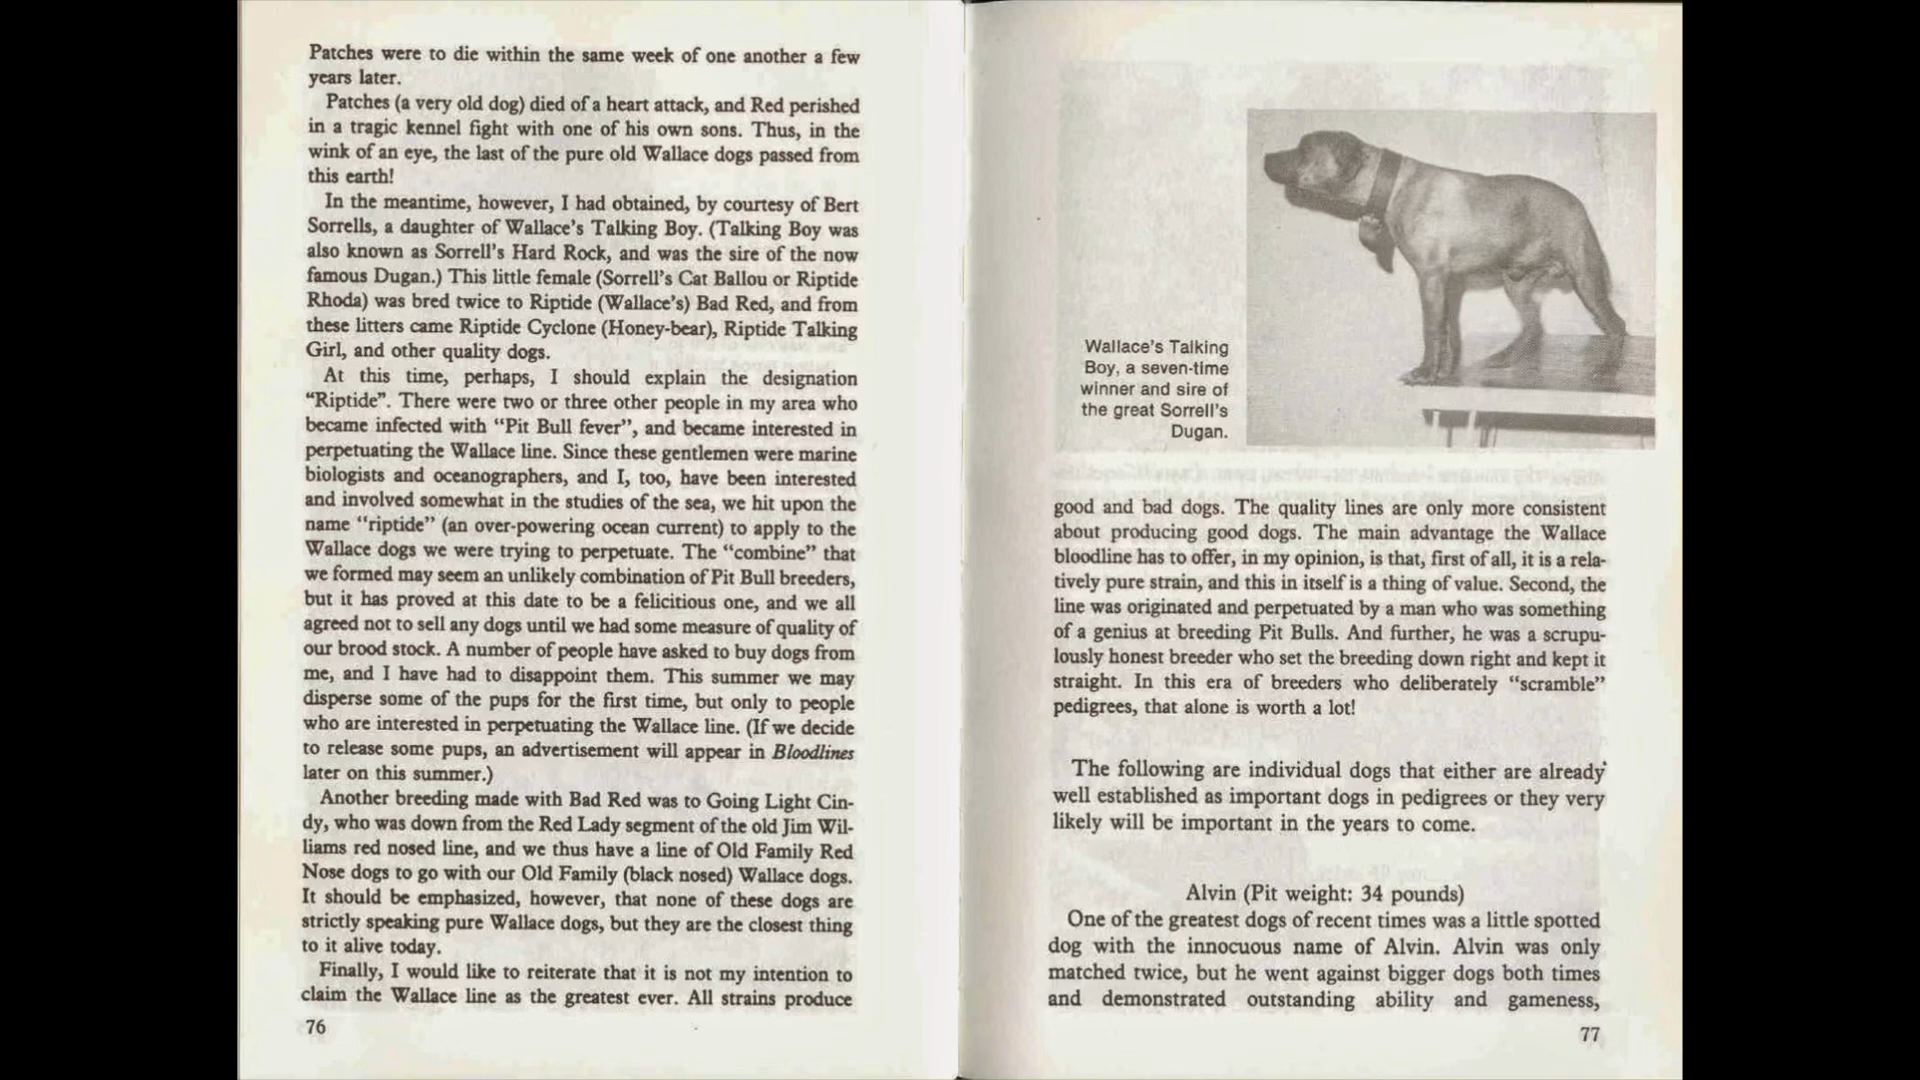 Patches were to die within the same week of one another a few
years later.
Patches (a very old dog) died of a heart attack, and Red perished
in a tragic kennel fight with one of his own sons. Thus, in the
wink of an eye, the last of the pure old Wallace dogs passed from
this earth!
In the meantime, however, I had obtained, by courtesy of Bert
Sorrells, a daughter of Wallace's Talking Boy. (Talking Boy was
also known as Sorrell's Hard Rock, and was the sire of the now
famous Dugan.) This little female (Sorrell's Cat Ballou or Riptide
Rhoda) was bred twice to Riptide (Wallace's) Bad Red, and from
these litters came Riptide Cyclone (Honey-bear), Riptide Talking
Girl, and other quality dogs.
At this time, perhaps, I should explain the designation
"Riptide". There were two or three other people in my area who
became infected with "Pit Bull fever", and became interested in
perpetuating the Wallace line. Since these gentlemen were marine
biologists and oceanographers, and I, too, have been interested
and involved somewhat in the studies of the sea, we hit upon the
name "riptide" (an over-powering ocean current) to apply to the
Wallace dogs we were trying to perpetuate. The "combine" that
we formed may seem an unlikely combination of Pit Bull breeders,
but it has proved at this date to be a felicitious one, and we all
agreed not to sell any dogs until we had some measure of quality of
our brood stock. A number of people have asked to buy dogs from
me, and I have had to disappoint them. This summer we may
disperse some of the pups for the first time, but only to people
who are interested in perpetuating the Wallace line. (If we decide
to release some pups, an advertisement will appear in Bloodlines
later on this summer.)
Another breeding made with Bad Red was to Going Light Cin-
dy, who was down from the Red Lady segment of the old Jim Wil-
liams red nosed line, and we thus have a line of Old Family Red
Nose dogs to go with our Old Family (black nosed) Wallace dogs.
It should be emphasized, however, that none of these dogs are
strictly speaking pure Wallace dogs, but they are the closest thing
to it alive today.
Finally, I would like to reiterate that it is not my intention to
claim the Wallace line as the greatest ever. All strains produce
76
Wallace's Talking
Boy, a seven-time
winner and sire of
the great Sorrell's
Dugan.
good and bad dogs. The quality lines are only more consistent
about producing good dogs. The main advantage the Wallace
bloodline has to offer, in my opinion, is that, first of all, it is a rela-
tively pure strain, and this in itself is a thing of value. Second, the
line was originated and perpetuated by a man who was something
of a genius at breeding Pit Bulls. And further, he was a scrupu-
lously honest breeder who set the breeding down right and kept it
straight. In this era of breeders who deliberately "scramble"
pedigrees, that alone is worth a lot!
The following are individual dogs that either are already
well established as important dogs in pedigrees or they very
likely will be important in the years to come.
Alvin (Pit weight: 34 pounds)
One of the greatest dogs of recent times was a little spotted
dog with the innocuous name of Alvin. Alvin was only
matched twice, but he went against bigger dogs both times
and demonstrated outstanding ability and gameness,
77